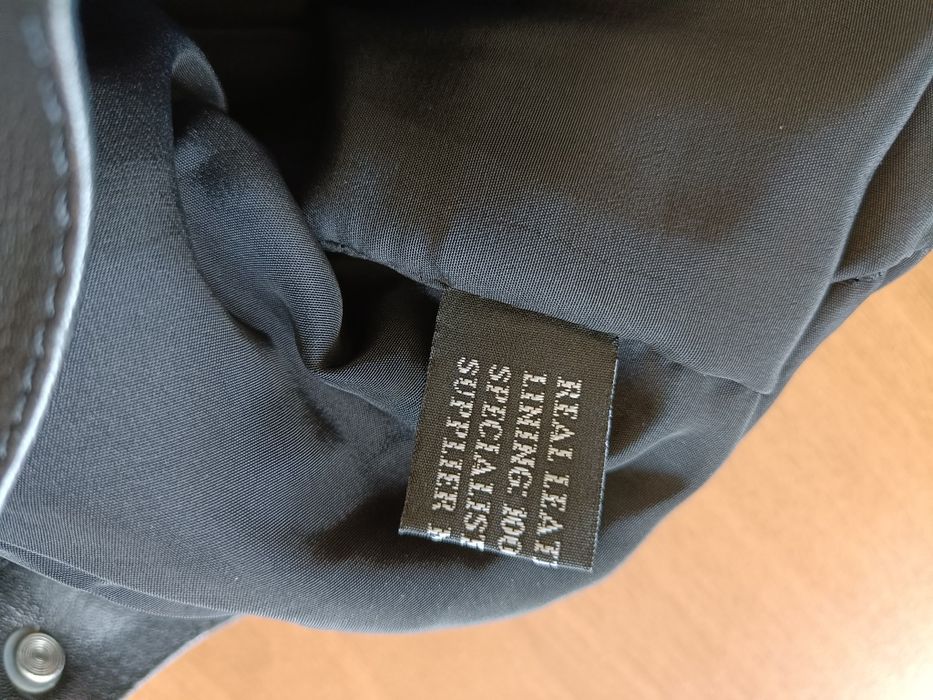 REAL LEAT
LINING: 100
SPECIALIST
SUPPLIER